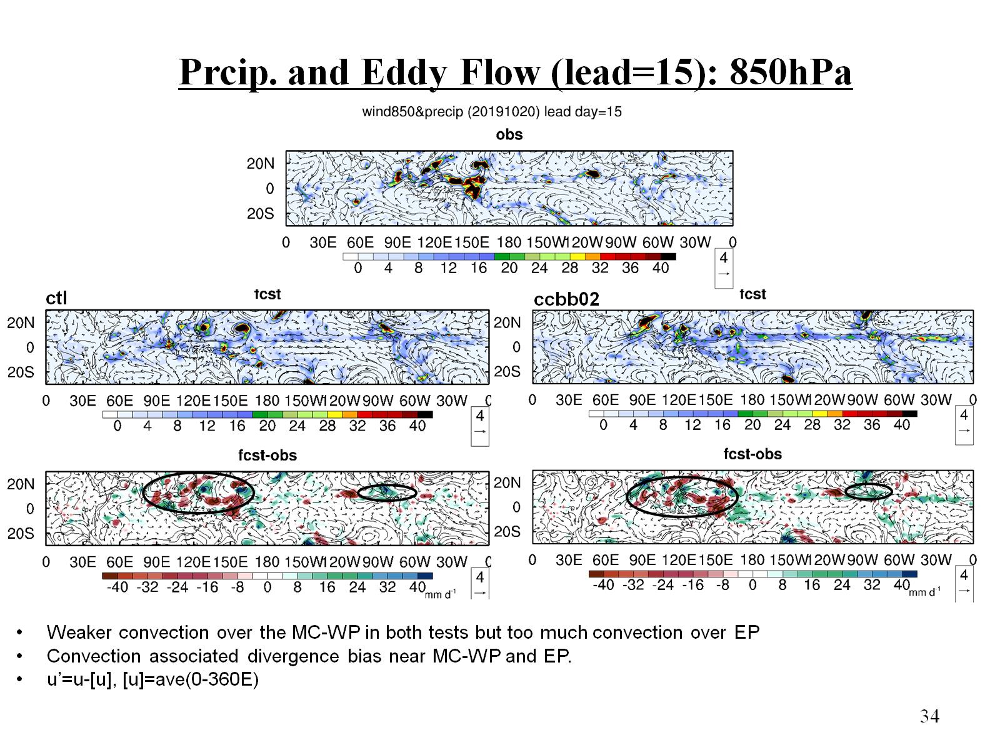 Prcip. and Eddy Flow (lead=15): 850hPa
wind850&precip (20191020) lead day=15
obs
20N
0
20S
0 30E 60E 90E 120E 150E 180 150W 120W 90W 60W 30W 0
0 4 8 12 16 20 24 28 32 36 40
4
ctl fcst
20N
0
20S
0 30E 60E 90E 120E 150E 180 150W 120W 90W 60W 30W 0
0 4 8 12 16 20 24 28 32 36 40
4
ccbb02 fcst
20N
0
20S
0 30E 60E 90E 120E 150E 180 150W 120W 90W 60W 30W 0
0 4 8 12 16 20 24 28 32 36 40
4
fcst-obs
20N
0
20S
0 30E 60E 90E 120E 150E 180 150W 120W 90W 60W 30W 0
-40 -32 -24 -16 -8 0 8 16 24 32 40 mm d-1
4
fcst-obs
20N
0
20S
0 30E 60E 90E 120E 150E 180 150W 120W 90W 60W 30W 0
-40 -32 -24 -16 -8 0 8 16 24 32 40 mm d-1
4
• Weaker convection over the MC-WP in both tests but too much convection over EP
• Convection associated divergence bias near MC-WP and EP.
• u’=u-[u], [u]=ave(0-360E)
34